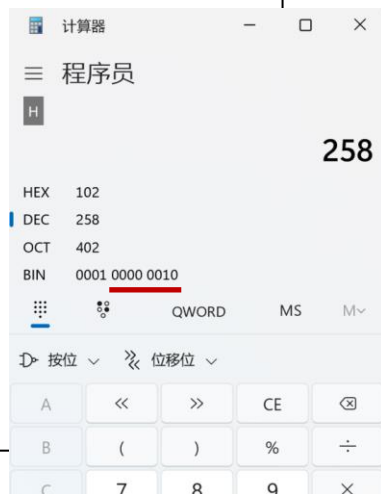 计算器
程序员
H
258
HEX 102
DEC 258
OCT 402
BIN 0001 0000 0010
QWORD MS M
按位 位移位
A << >> CE
B ( ) % ÷
C 7 8 9 ×